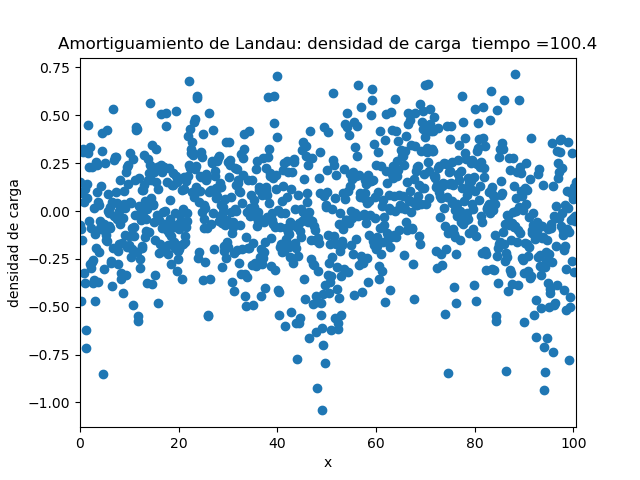 Amortiguamiento de Landau: densidad de carga  tiempo =100.4
0.75
0.50
0.25
0.00
−0.25
−0.50
−0.75
−1.00
densidad de carga
0 20 40 60 80 100
x